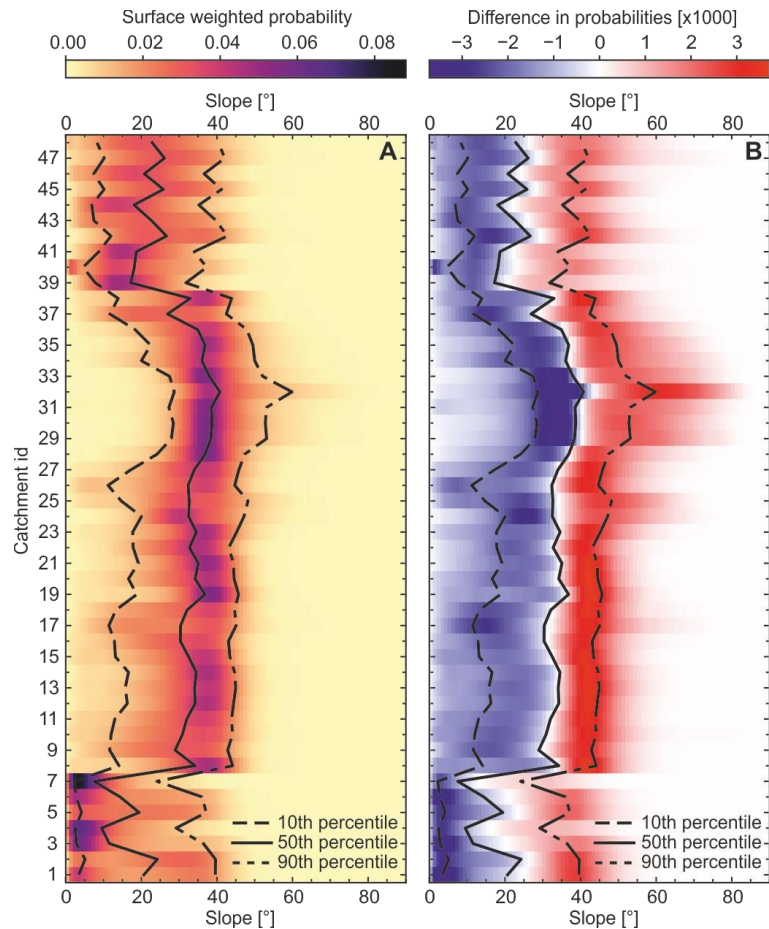 Surface weighted probability
0.00 0.02 0.04 0.06 0.08
Slope [°]
0 20 40 60 80
A
Catchment id
47
45
43
41
39
37
35
33
31
29
27
25
23
21
19
17
15
13
11
9
7
5
3
1
10th percentile
50th percentile
90th percentile
0 20 40 60 80
Slope [°]
Difference in probabilities [x1000]
−3 −2 −1 0 1 2 3
Slope [°]
0 20 40 60 80
B
10th percentile
50th percentile
90th percentile
0 20 40 60 80
Slope [°]